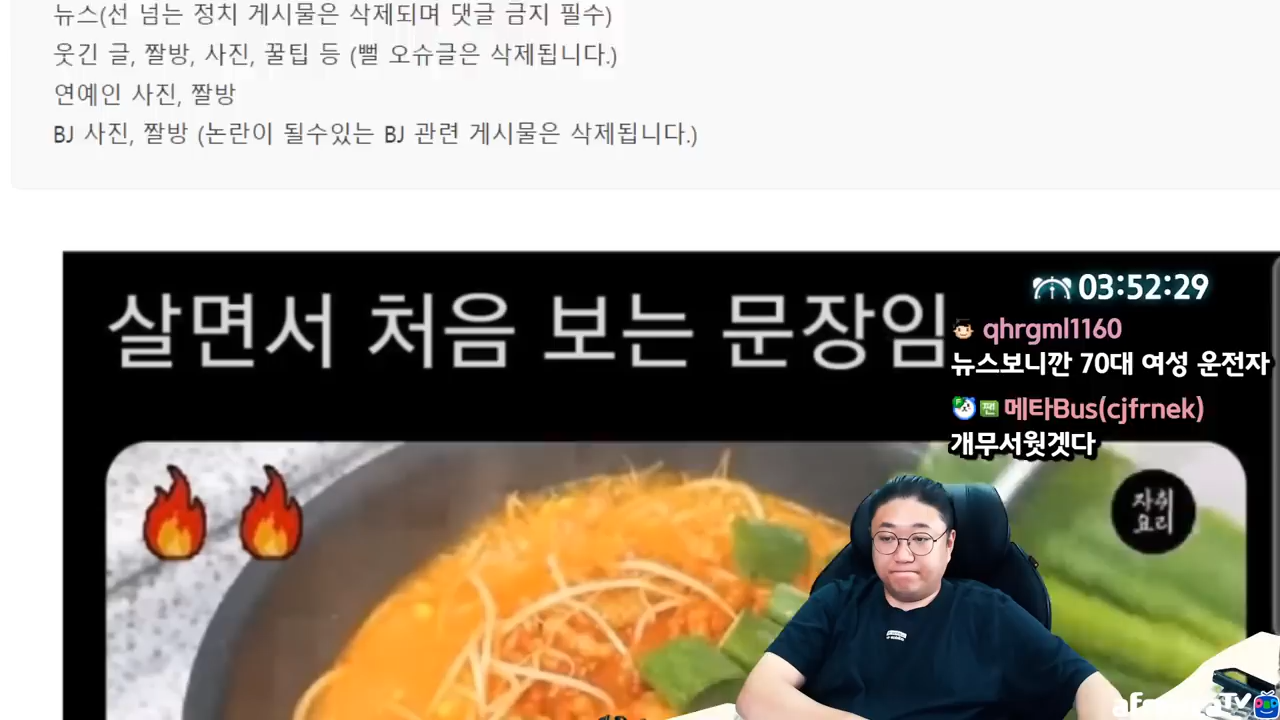 뉴스(선 넘는 정치 게시물은 삭제되며 댓글 금지 필수)
웃긴 글, 짤방, 사진, 꿀팁 등 (뻘 오슈글은 삭제됩니다.)
연예인 사진, 짤방
BJ 사진, 짤방 (논란이 될수있는 BJ 관련 게시물은 삭제됩니다.)
살면서 처음 보는 문장임
03:52:29
qhrgml1160
뉴스보니깐 70대 여성 운전자
팬 메타Bus(cjfrnek)
개무서웟겟다
자취
요리